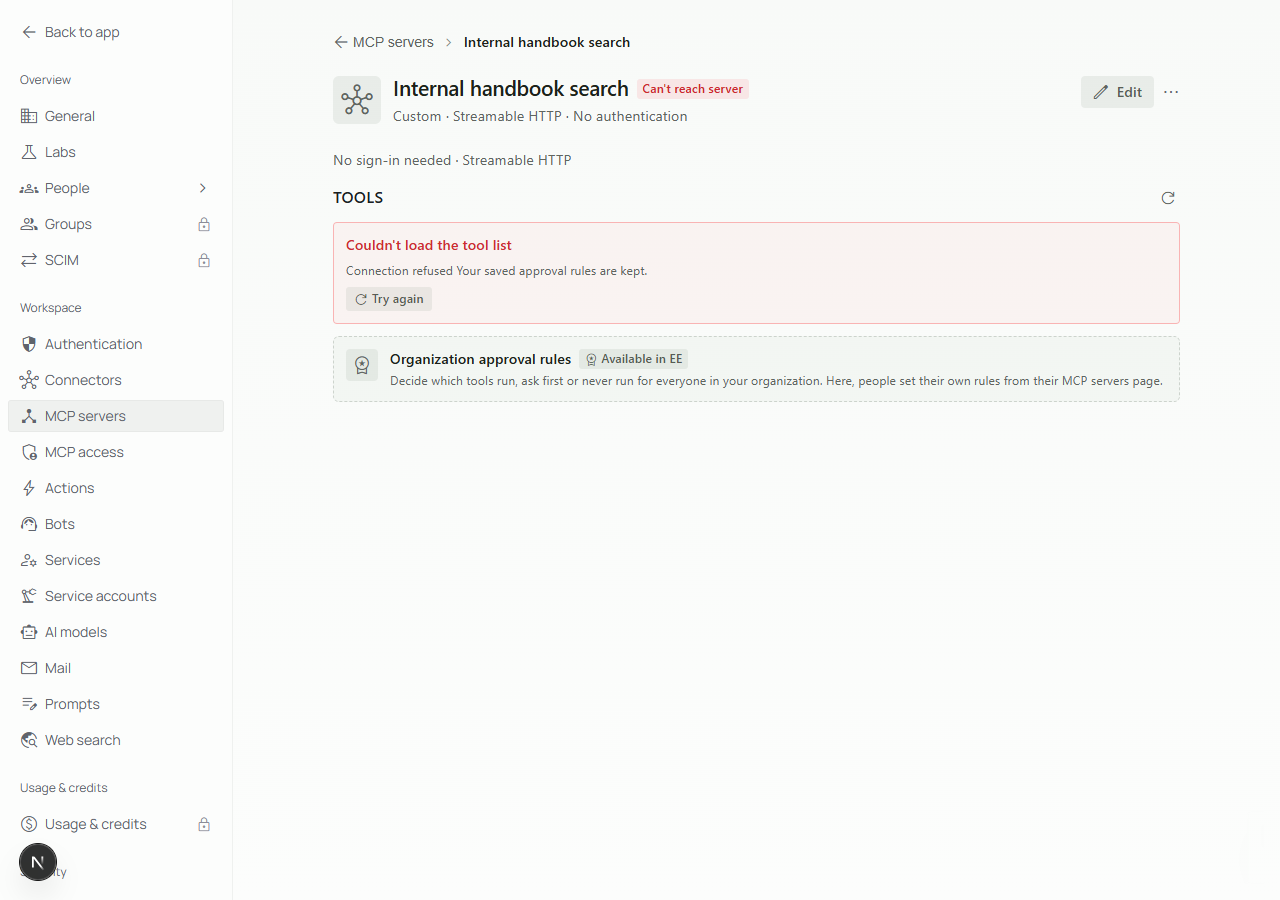 Back to app
Overview
General
Labs
People
Groups
SCIM
Workspace
Authentication
Connectors
MCP servers
MCP access
Actions
Bots
Services
Service accounts
AI models
Mail
Prompts
Web search
Usage & credits
Usage & credits
N
ity
MCP servers > Internal handbook search
Internal handbook search Can't reach server
Edit ···
Custom · Streamable HTTP · No authentication
No sign-in needed · Streamable HTTP
TOOLS
Couldn't load the tool list
Connection refused Your saved approval rules are kept.
Try again
Organization approval rules Available in EE
Decide which tools run, ask first or never run for everyone in your organization. Here, people set their own rules from their MCP servers page.